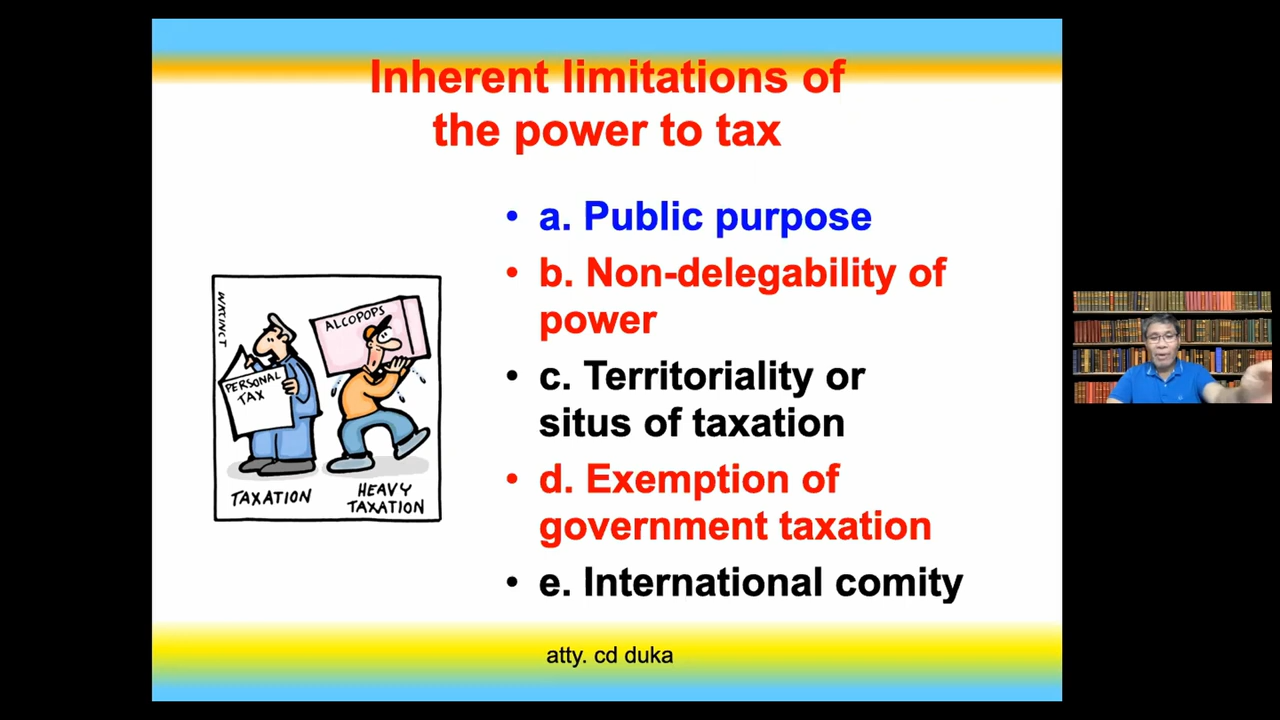 Inherent limitations of
the power to tax
• a. Public purpose
• b. Non-delegability of
power
• c. Territoriality or
situs of taxation
• d. Exemption of
government taxation
• e. International comity
WRTINCT
PERSONAL
TAX
ALCOPOPS
TAXATION
HEAVY
TAXATION
atty. cd duka